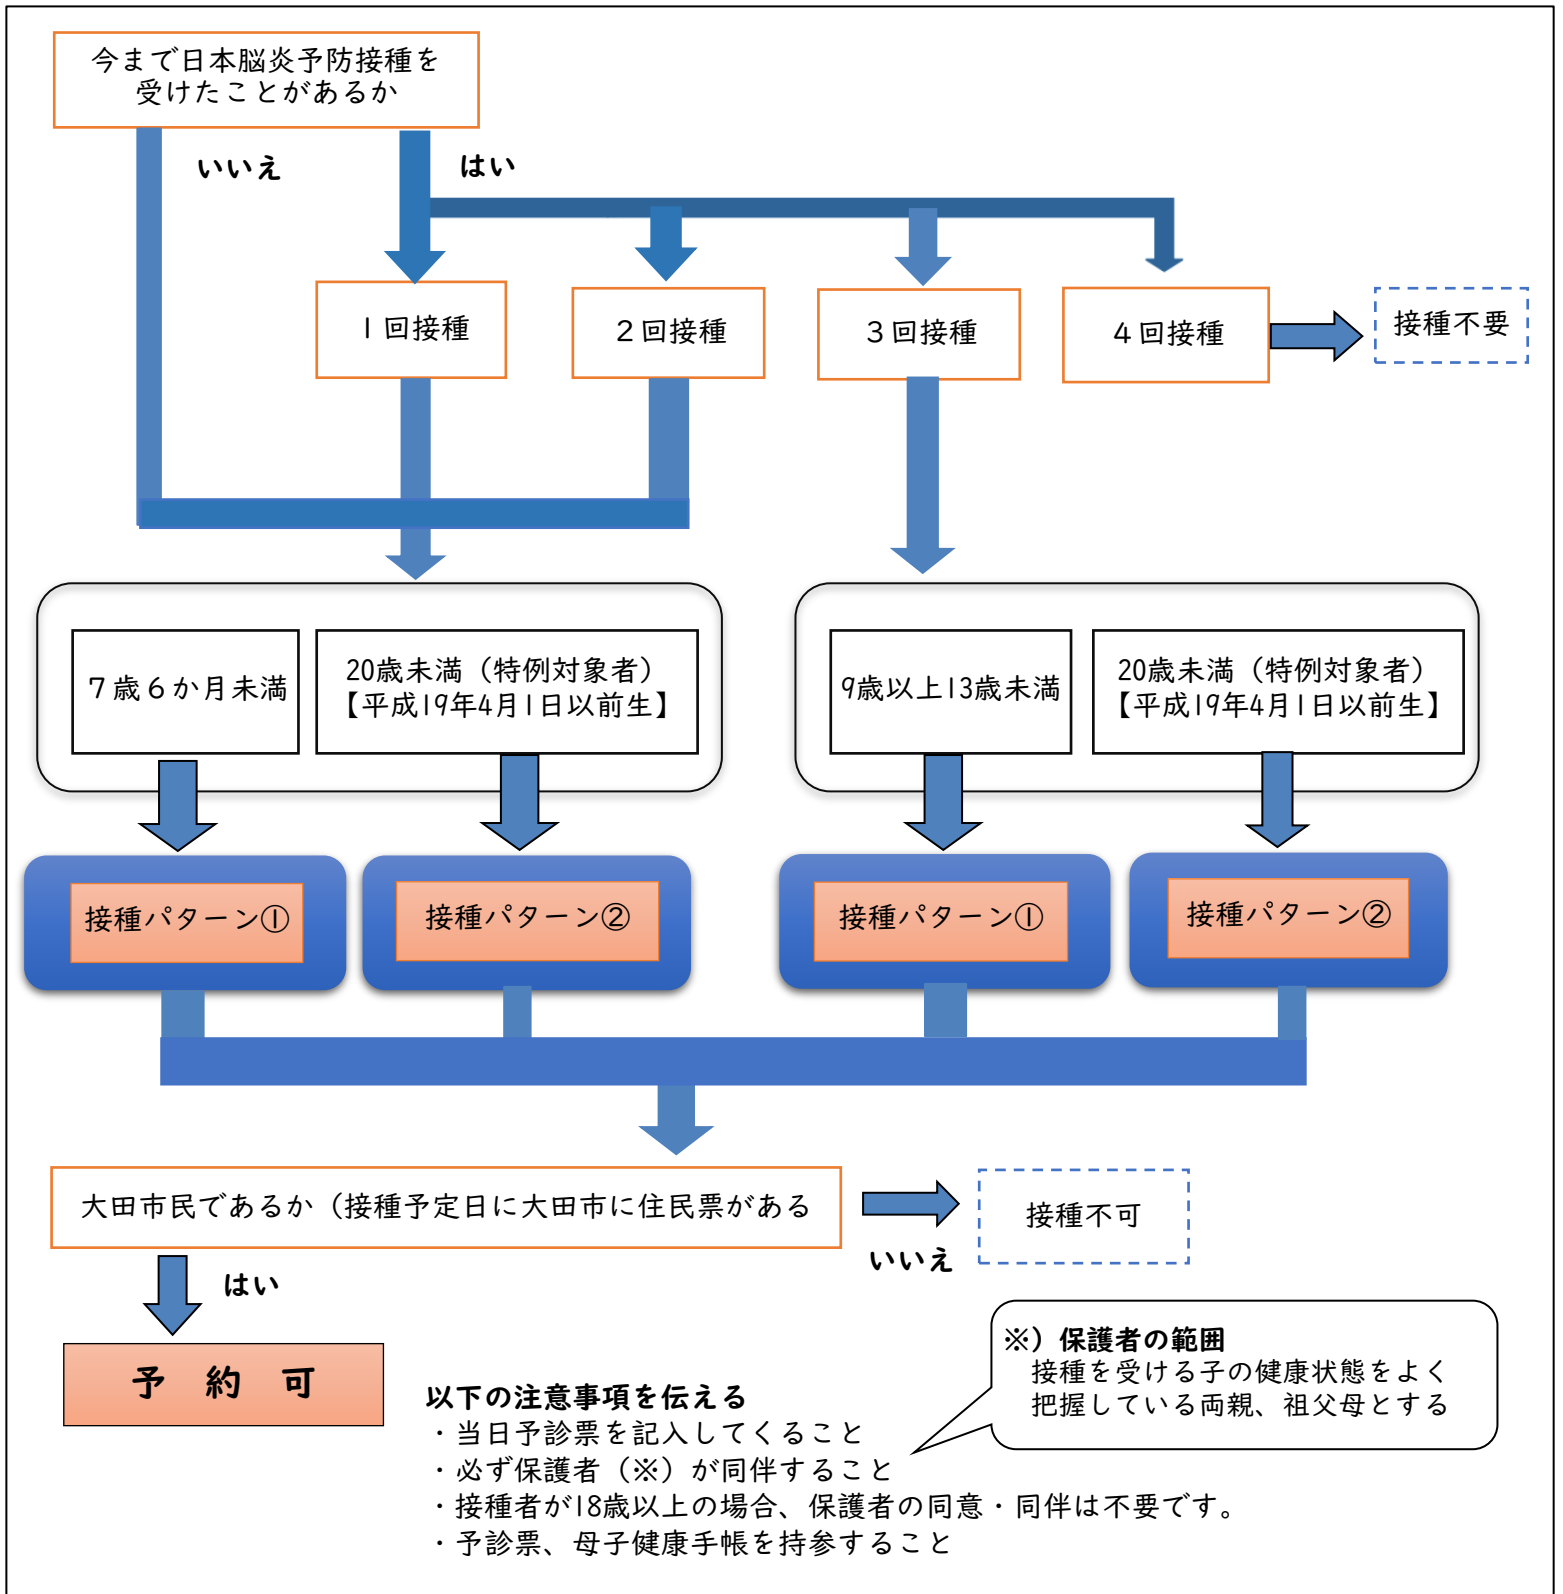 今まで日本脳炎予防接種を
受けたことがあるか
いいえ
はい
1回接種
2回接種
3回接種
4回接種
接種不要
7歳6か月未満
20歳未満（特例対象者）
【平成19年4月1日以前生】
9歳以上13歳未満
20歳未満（特例対象者）
【平成19年4月1日以前生】
接種パターン①
接種パターン②
接種パターン①
接種パターン②
大田市民であるか（接種予定日に大田市に住民票がある
接種不可
いいえ
はい
予 約 可
※）保護者の範囲
接種を受ける子の健康状態をよく
把握している両親、祖父母とする
以下の注意事項を伝える
・当日予診票を記入してくること
・必ず保護者（※）が同伴すること
・接種者が18歳以上の場合、保護者の同意・同伴は不要です。
・予診票、母子健康手帳を持参すること